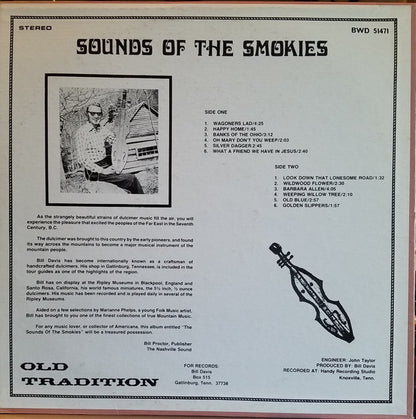 STEREO
BWD 51471
SOUNDS OF THE SMOKIES
SIDE ONE
1. WAGONERS LAD/4:25
2. HAPPY HOME/1:45
3. BANKS OF THE OHIO/3:12
4. OH MARY DON'T YOU WEEP/2:03
5. SILVER DAGGER/2:45
6. WHAT A FRIEND WE HAVE IN JESUS/2:40
SIDE TWO
1. LOOK DOWN THAT LONESOME ROAD/1:32
2. WILDWOOD FLOWER/2:30
3. BARBARA ALLEN/4:05
4. WEEPING WILLOW TREE/2:10
5. OLD BLUE/2:57
6. GOLDEN SLIPPERS/1:57
As the strangely beautiful strains of dulcimer music fill the air, you will
experience the pleasure that excited the peoples of the Far East in the Seventh
Century, B.C.
The dulcimer was brought to this country by the early pioneers, and found
its way across the mountains to become a major musical instrument of the
mountain people.
Bill Davis has become internationally known as a craftsman of
handcrafted dulcimers. His shop in Gatlinburg, Tennessee, is included in the
tour guides as one of the highlights of the region.
Bill has on display at the Ripley Museums in Blackpool, England and
Santa Rosa, California, his world famous miniatures, the 5½ inch, ½ ounce
dulcimers. His music has been recorded and is played daily in several of the
Ripley Museums.
Aided on a few selections by Marianne Phelps, a young Folk Music artist,
Bill has brought to you one of the finest collections of true Mountain Music.
For any music lover, or collector of Americana, this album entitled "The
Sounds Of The Smokies" will be a treasured possession.
Bill Proctor, Publisher
The Nashville Sound
OLD
TRADITION
FOR RECORDS:
Bill Davis
Box 515
Gatlinburg, Tenn. 37738
ENGINEER: John Taylor
PRODUCED BY: Bill Davis
RECORDED AT: Handy Recording Studio
Knoxville, Tenn.